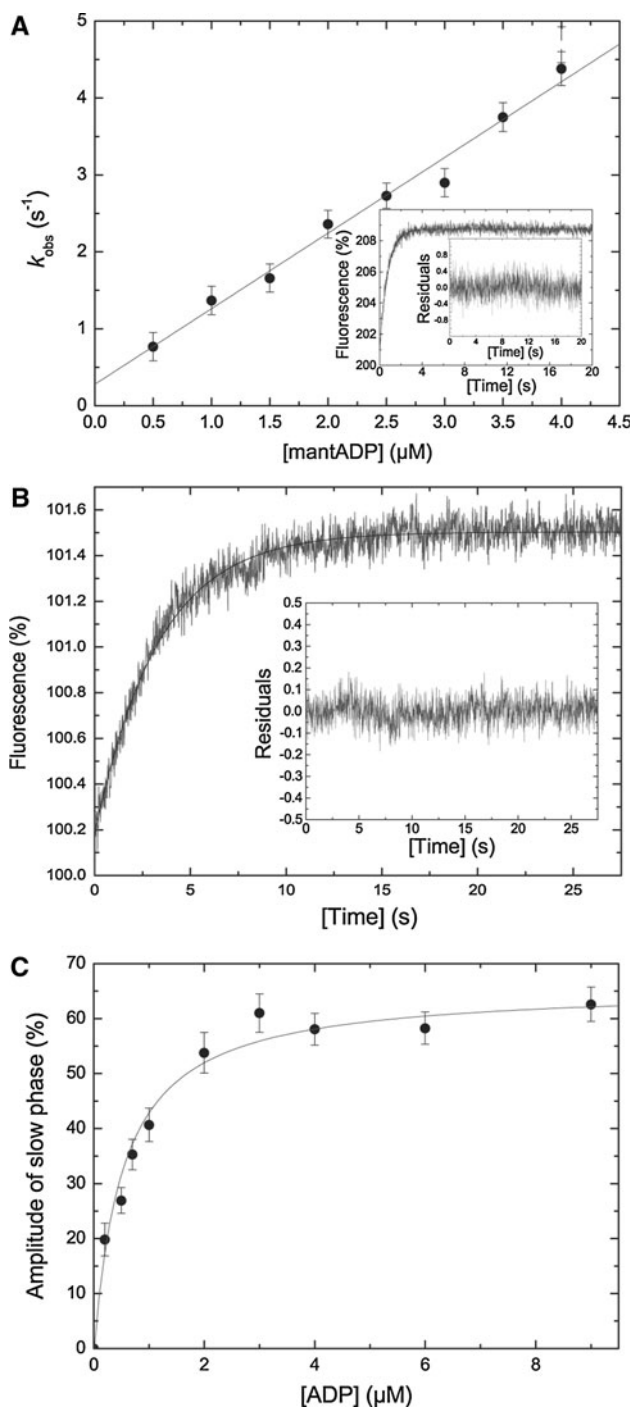 A
k obs (s-1)
5
4
3
2
1
0
0.0 0.5 1.0 1.5 2.0 2.5 3.0 3.5 4.0 4.5
[mantADP] (µM)
Fluorescence (%)
208
206
204
202
200
0 4 8 12 16 20
[Time] (s)
Residuals
0.8
0.4
0.0
-0.4
-0.8
0 4 8 12 16 20
[Time] (s)
B
Fluorescence (%)
101.6
101.4
101.2
101.0
100.8
100.6
100.4
100.2
100.0
0 5 10 15 20 25
[Time] (s)
Residuals
0.5
0.4
0.3
0.2
0.1
0.0
-0.1
-0.2
-0.3
-0.4
-0.5
0 5 10 15 20 25
[Time] (s)
C
Amplitude of slow phase (%)
70
60
50
40
30
20
10
0
0 2 4 6 8
[ADP] (µM)